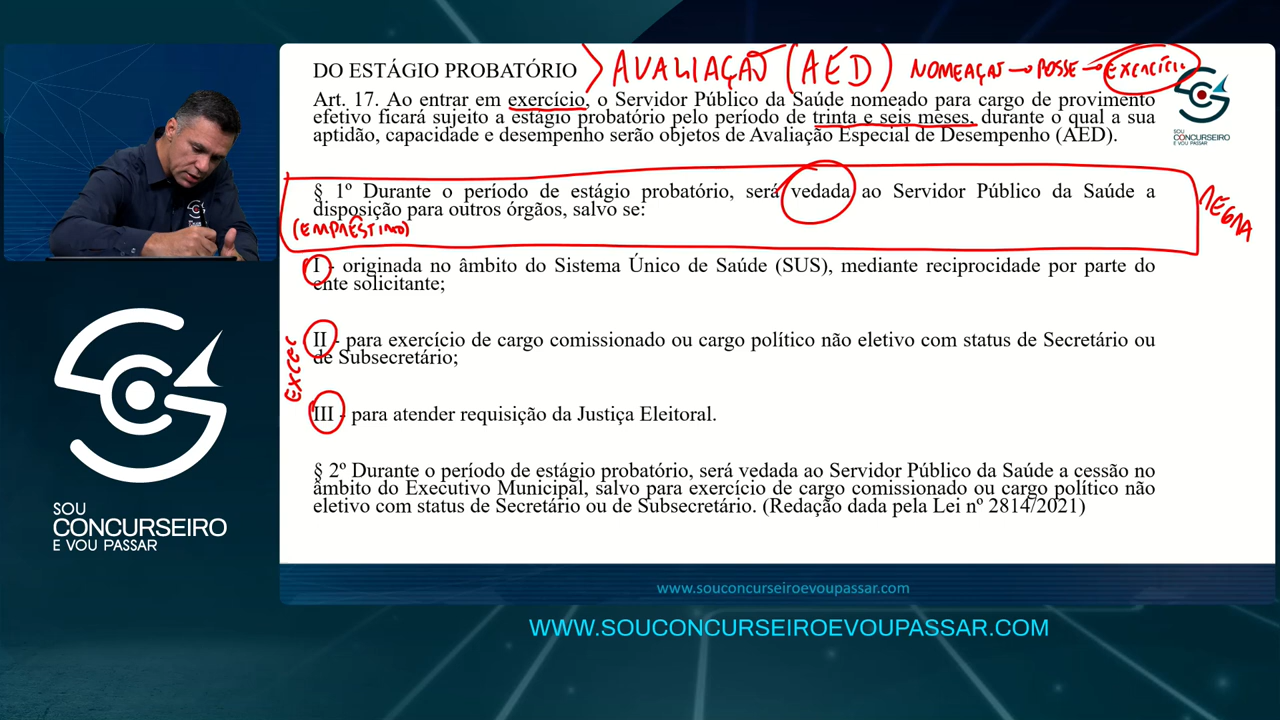 DO ESTÁGIO PROBATÓRIO > AVALIAÇÃO (AED) NOMEAÇÃO → POSSE → EXERCÍCIO
Art. 17. Ao entrar em exercício, o Servidor Público da Saúde nomeado para cargo de provimento
efetivo ficará sujeito a estágio probatório pelo período de trinta e seis meses, durante o qual a sua
aptidão, capacidade e desempenho serão objetos de Avaliação Especial de Desempenho (AED).
SOU
CONCURSEIRO
E VOU PASSAR
§ 1º Durante o período de estágio probatório, será vedada ao Servidor Público da Saúde a
disposição para outros órgãos, salvo se:
(EMPRÉSTIMO)
REGRA
I - originada no âmbito do Sistema Único de Saúde (SUS), mediante reciprocidade por parte do
ente solicitante;
II - para exercício de cargo comissionado ou cargo político não eletivo com status de Secretário ou
de Subsecretário;
EXCEÇ
III - para atender requisição da Justiça Eleitoral.
§ 2º Durante o período de estágio probatório, será vedada ao Servidor Público da Saúde a cessão no
âmbito do Executivo Municipal, salvo para exercício de cargo comissionado ou cargo político não
eletivo com status de Secretário ou de Subsecretário. (Redação dada pela Lei nº 2814/2021)
SOU
CONCURSEIRO
E VOU PASSAR
www.souconcurseiroevoupassar.com
WWW.SOUCONCURSEIROEVOUPASSAR.COM